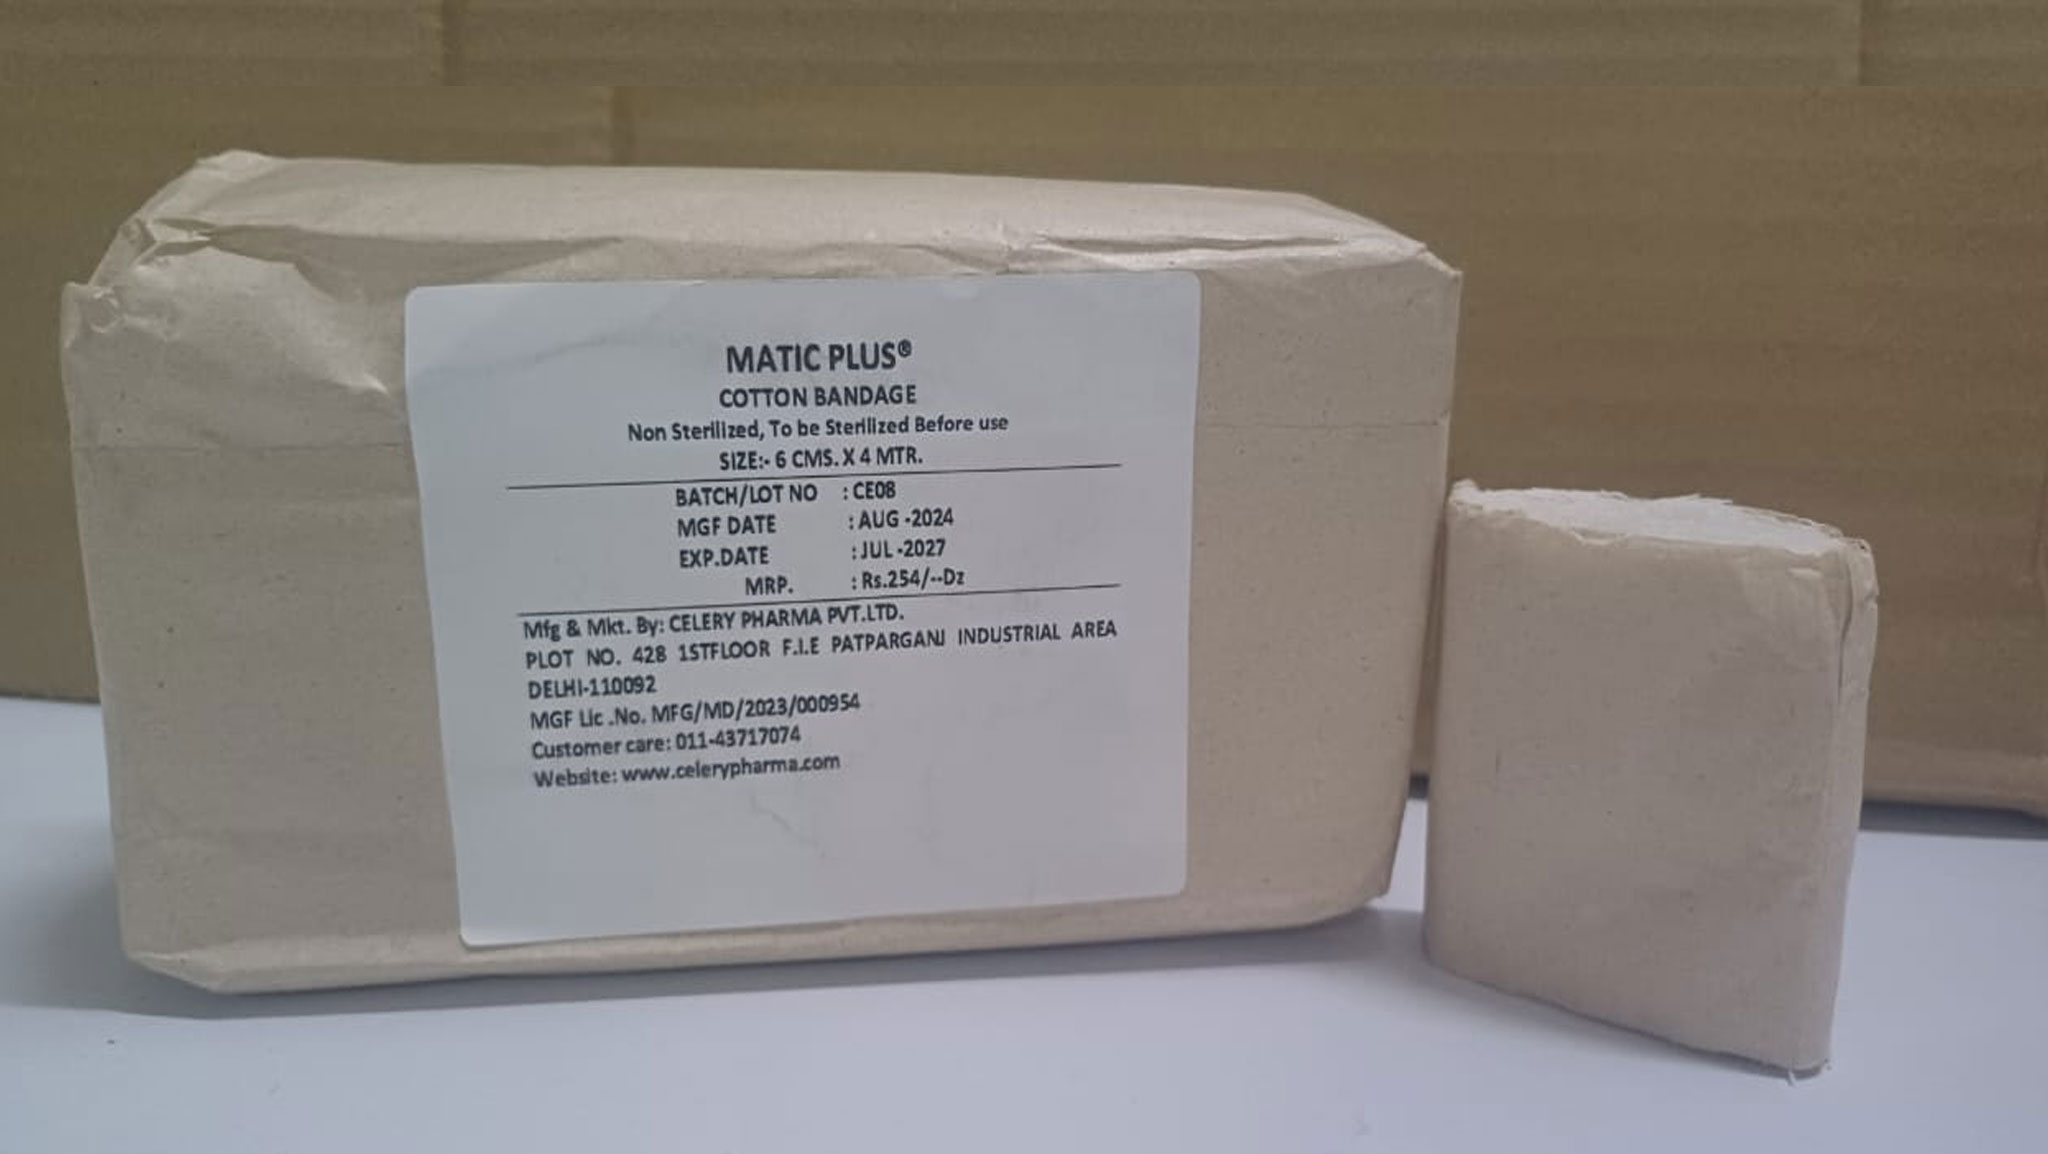 MATIC PLUS®
COTTON BANDAGE
Non Sterilized, To be Sterilized Before use
SIZE:- 6 CMS. X 4 MTR.
BATCH/LOT NO : CE08
MGF DATE : AUG -2024
EXP.DATE : JUL -2027
MRP. : Rs.254/--Dz
Mfg & Mkt. By: CELERY PHARMA PVT.LTD.
PLOT NO. 428 1STFLOOR F.I.E PATPARGANJ INDUSTRIAL AREA
DELHI-110092
MGF Lic .No. MFG/MD/2023/000954
Customer care: 011-43717074
Website: www.celerypharma.com